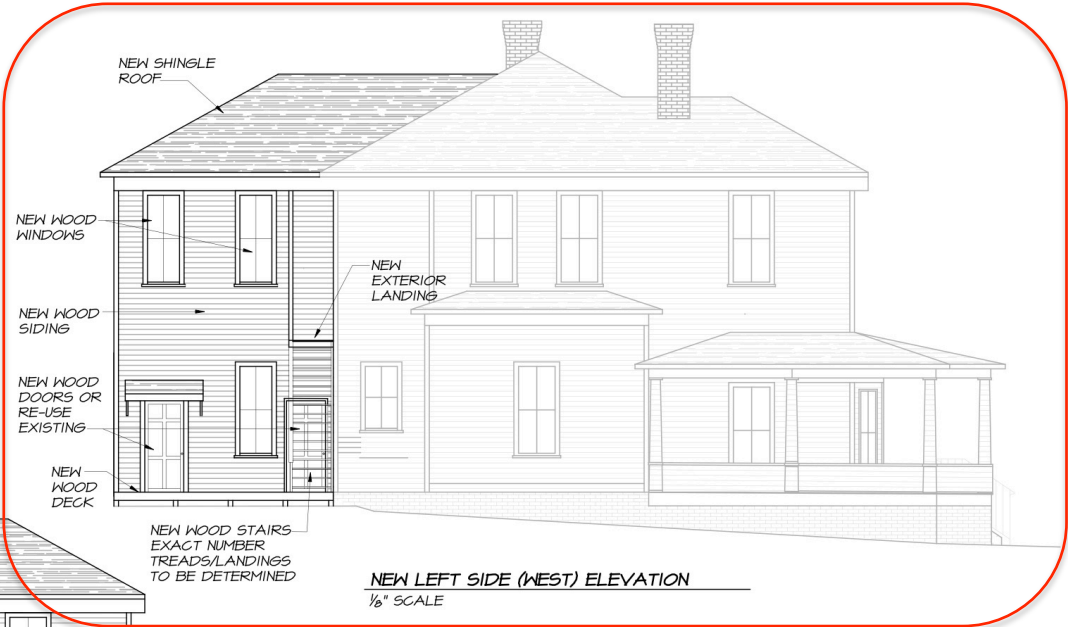 NEW SHINGLE
ROOF
NEW WOOD
WINDOWS
NEW
EXTERIOR
LANDING
NEW WOOD
SIDING
NEW WOOD
DOORS OR
RE-USE
EXISTING
NEW
WOOD
DECK
NEW WOOD STAIRS
EXACT NUMBER
TREADS/LANDINGS
TO BE DETERMINED
NEW LEFT SIDE (WEST) ELEVATION
⅛" SCALE